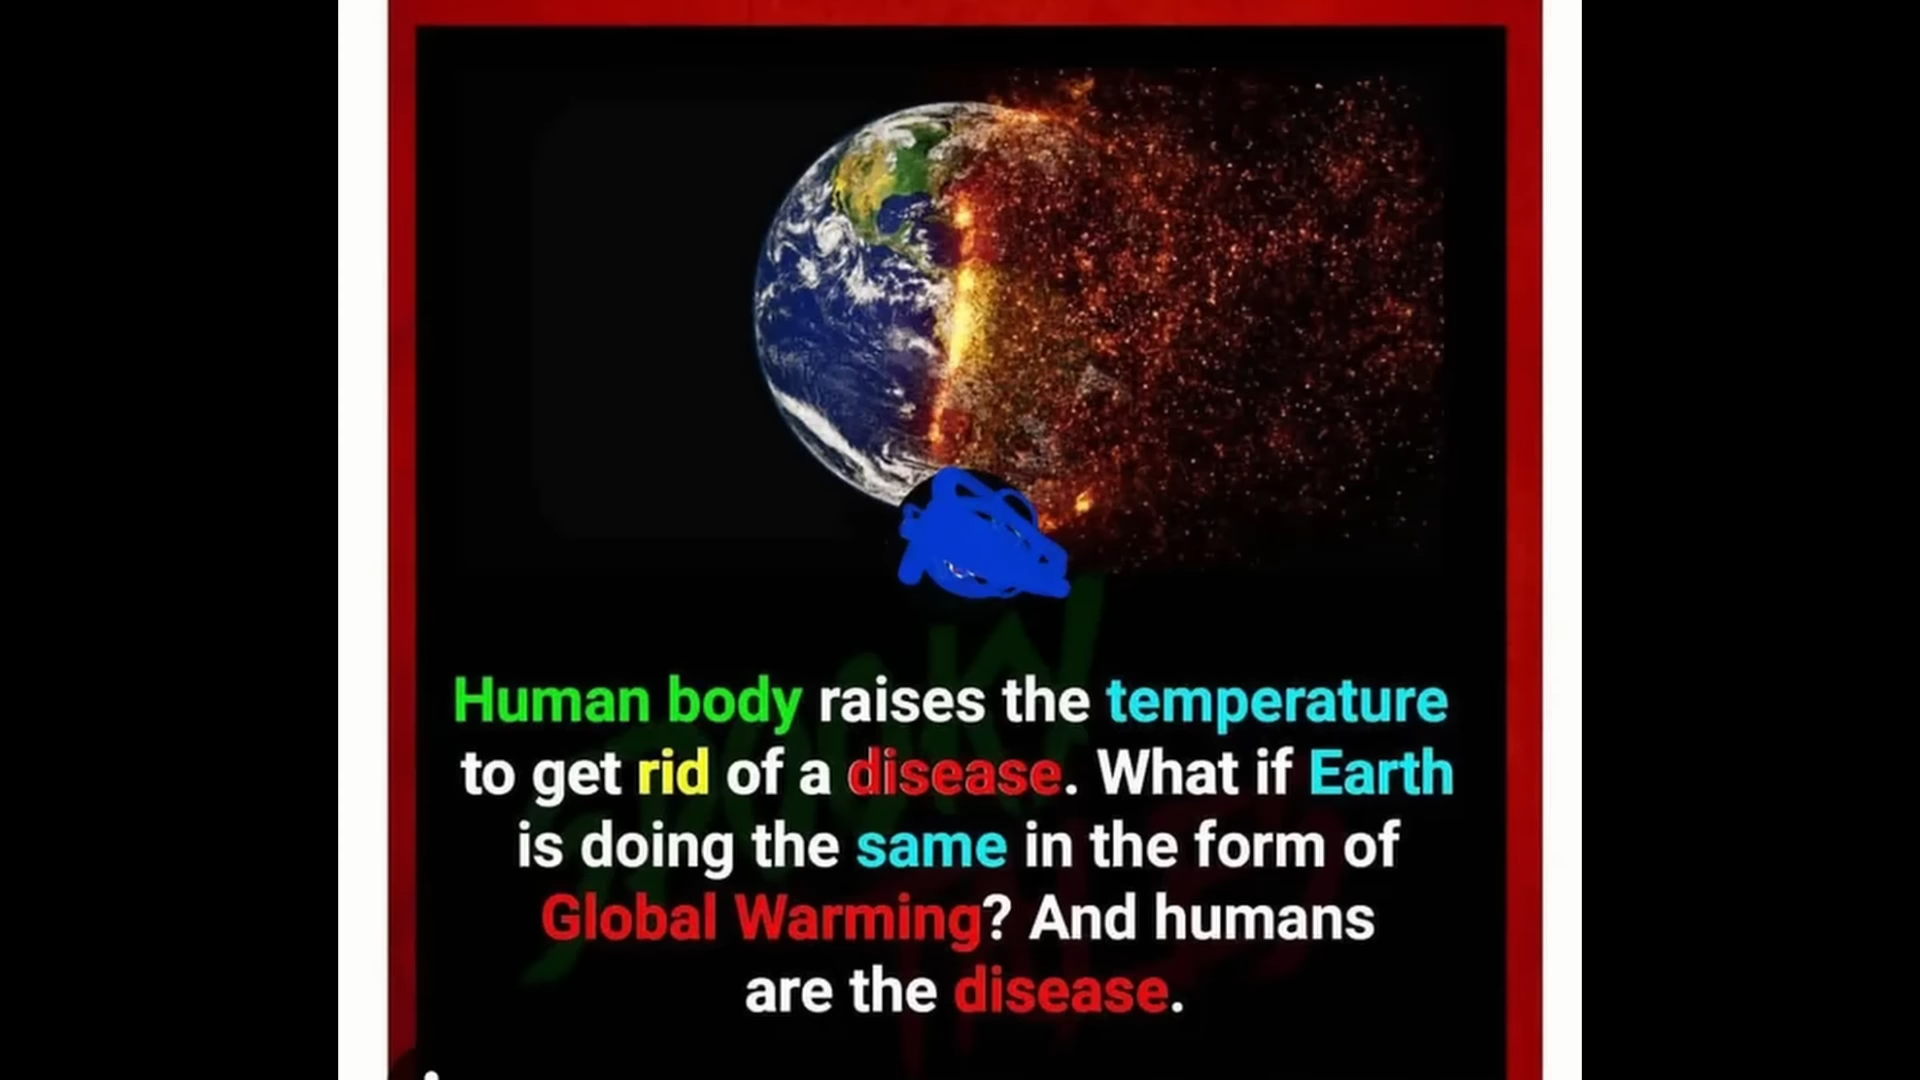 Human body raises the temperature
to get rid of a disease. What if Earth
is doing the same in the form of
Global Warming? And humans
are the disease.